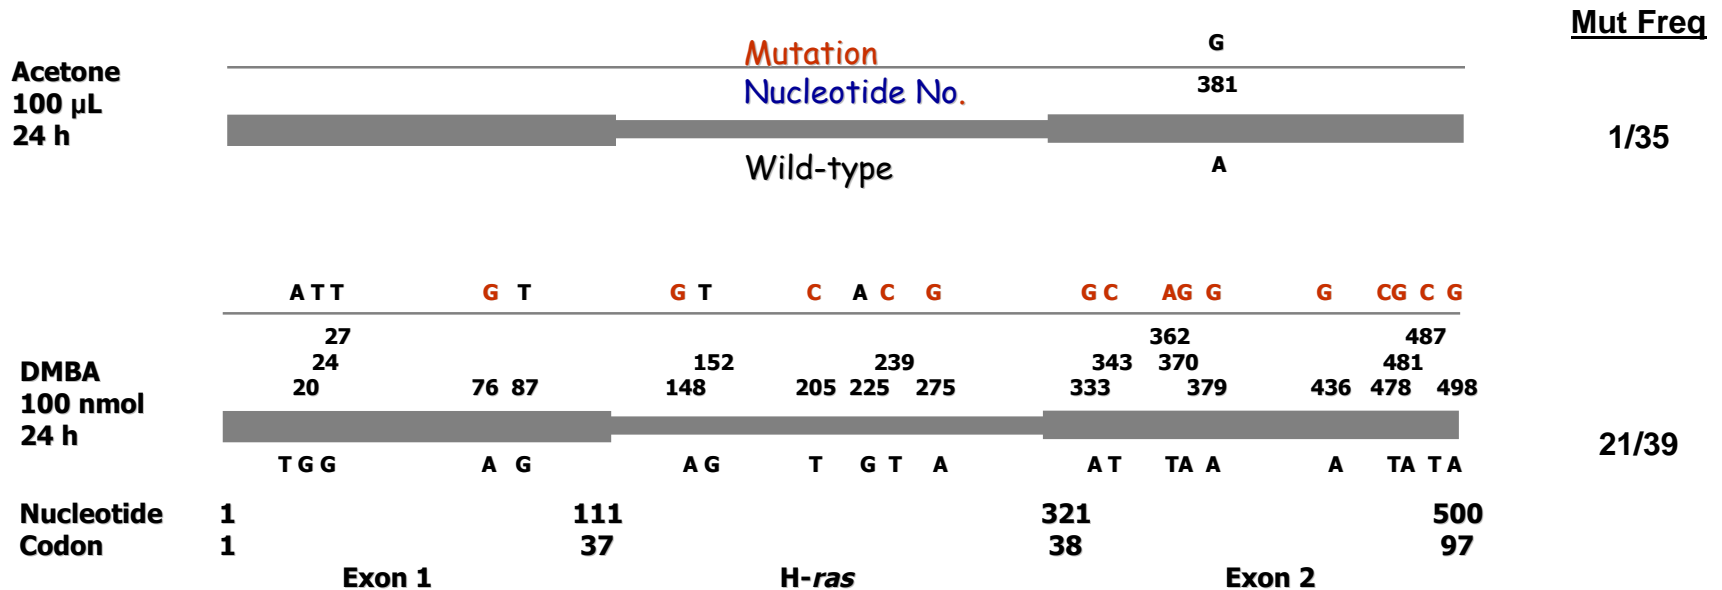 Mut Freq
Mutation
G
Acetone
100 µL
24 h
Nucleotide No.
381
1/35
Wild-type
A
A T T G T G T C A C G G C AG G G CG C G
27 362 487
24 152 239 343 370 481
20 76 87 148 205 225 275 333 379 436 478 498
DMBA
100 nmol
24 h
21/39
T G G A G A G T G T A A T TA A A TA T A
Nucleotide 1 111 321 500
Codon 1 37 38 97
Exon 1 H-ras Exon 2